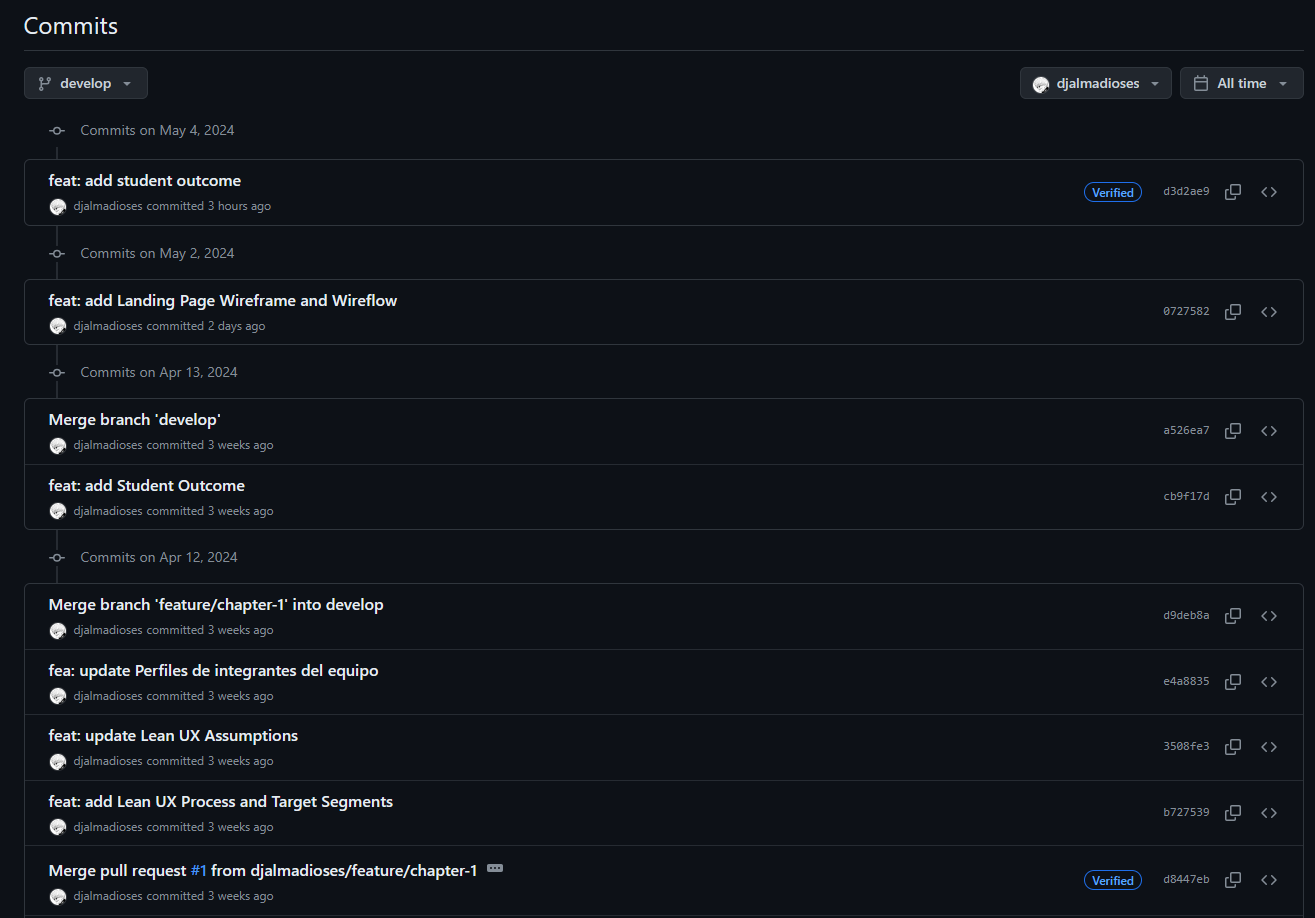 Commits
develop
djalmadioses
All time
Commits on May 4, 2024
feat: add student outcome
djalmadioses committed 3 hours ago
Verified
d3d2ae9
Commits on May 2, 2024
feat: add Landing Page Wireframe and Wireflow
djalmadioses committed 2 days ago
0727582
Commits on Apr 13, 2024
Merge branch 'develop'
djalmadioses committed 3 weeks ago
a526ea7
feat: add Student Outcome
djalmadioses committed 3 weeks ago
cb9f17d
Commits on Apr 12, 2024
Merge branch 'feature/chapter-1' into develop
djalmadioses committed 3 weeks ago
d9deb8a
fea: update Perfiles de integrantes del equipo
djalmadioses committed 3 weeks ago
e4a8835
feat: update Lean UX Assumptions
djalmadioses committed 3 weeks ago
3508fe3
feat: add Lean UX Process and Target Segments
djalmadioses committed 3 weeks ago
b727539
Merge pull request #1 from djalmadioses/feature/chapter-1
djalmadioses committed 3 weeks ago
Verified
d8447eb